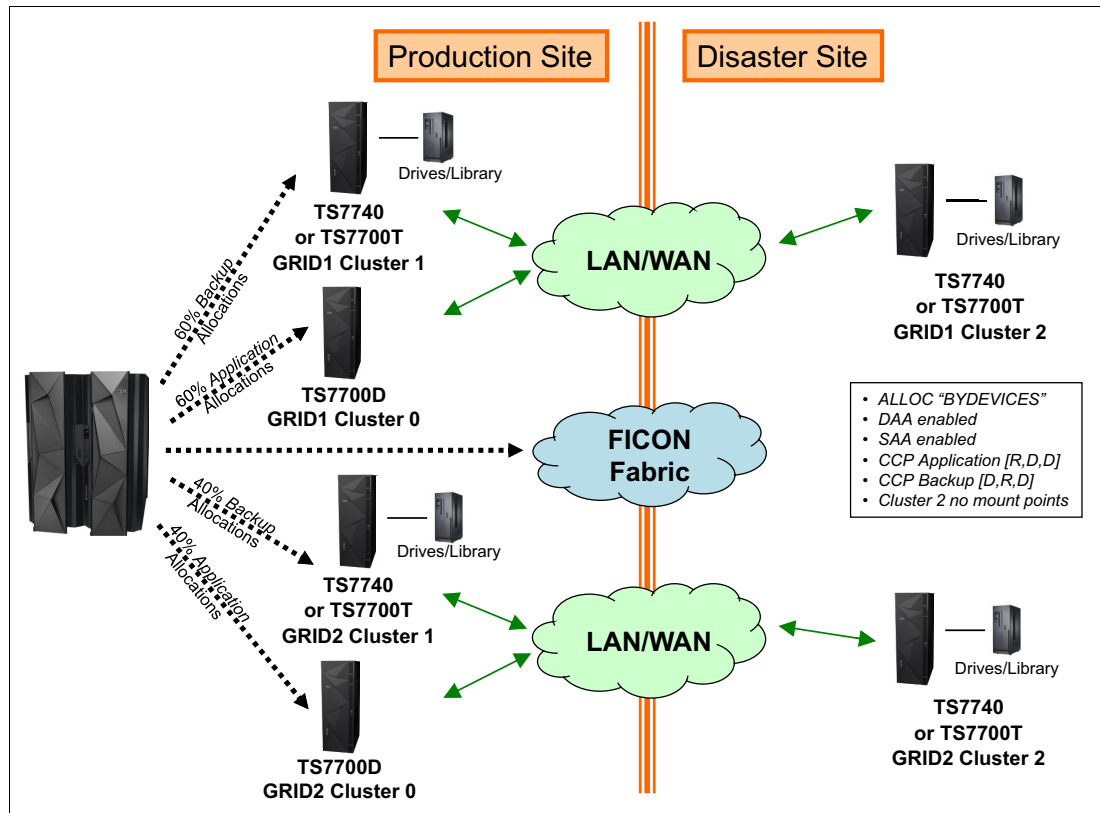 Production Site
Disaster Site
Drives/Library
TS7740
or TS7700T
GRID1 Cluster 1
60% Backup
Allocations
LAN/WAN
Drives/Library
TS7740
or TS7700T
GRID1 Cluster 2
60% Application
Allocations
TS7700D
GRID1 Cluster 0
FICON
Fabric
• ALLOC “BYDEVICES”
• DAA enabled
• SAA enabled
• CCP Application [R,D,D]
• CCP Backup [D,R,D]
• Cluster 2 no mount points
40% Backup
Allocations
Drives/Library
TS7740
or TS7700T
GRID2 Cluster 1
40% Application
Allocations
LAN/WAN
Drives/Library
TS7740
or TS7700T
GRID2 Cluster 2
TS7700D
GRID2 Cluster 0